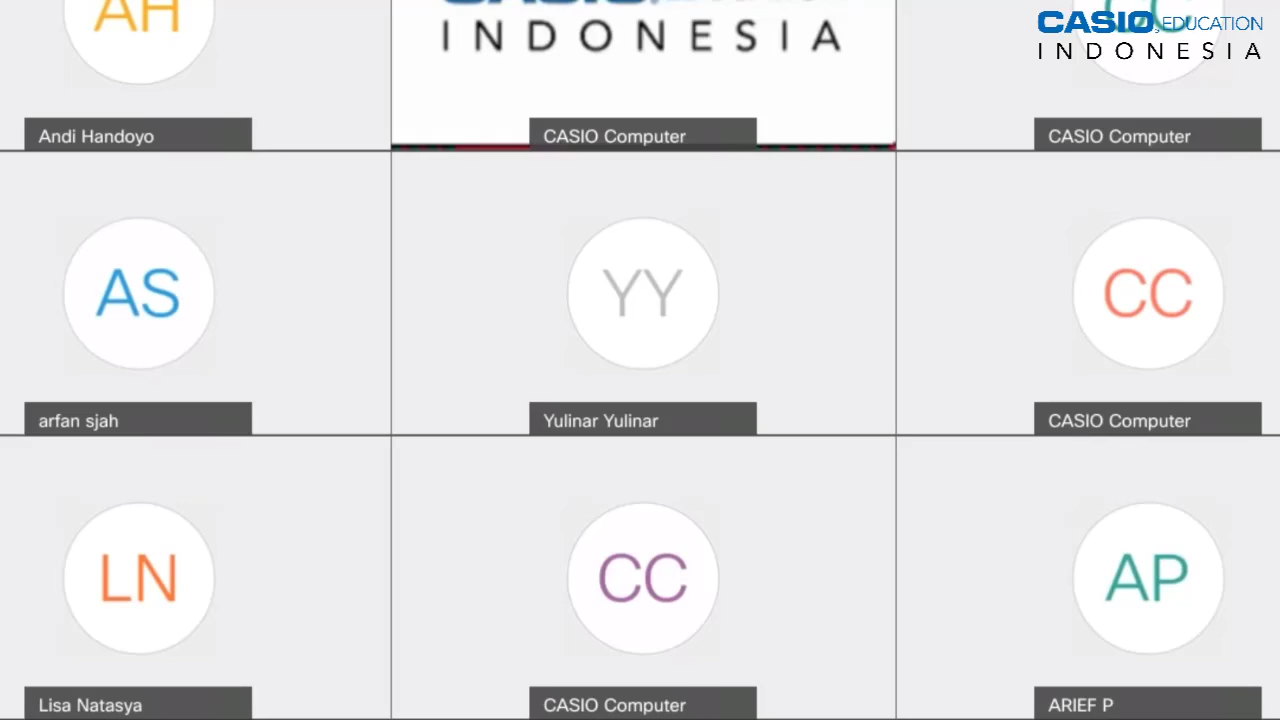 AH
CASIO
INDONESIA
CASIO EDUCATION
INDONESIA
Andi Handoyo
CASIO Computer
CASIO Computer
AS
YY
CC
arfan sjah
Yulinar Yulinar
CASIO Computer
LN
CC
AP
Lisa Natasya
CASIO Computer
ARIEF P